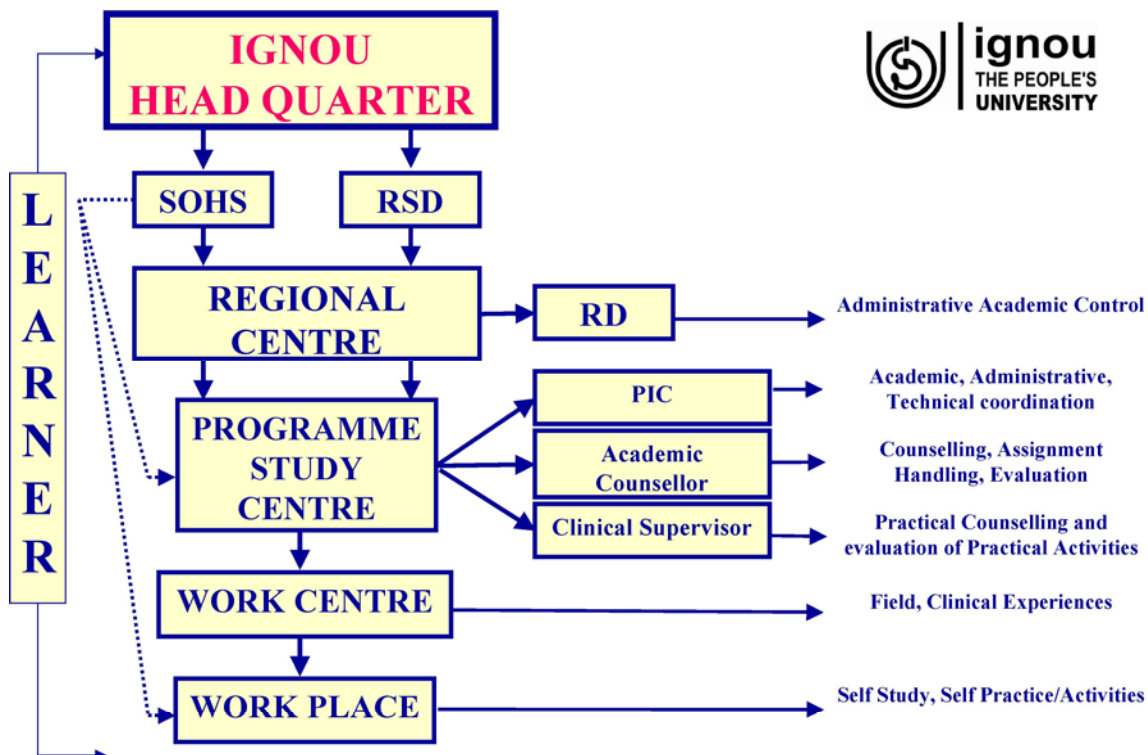 IGNOU
HEAD QUARTER
ignou
THE PEOPLE'S
UNIVERSITY
LEARNER
SOHS
RSD
REGIONAL
CENTRE
RD
Administrative Academic Control
PROGRAMME
STUDY
CENTRE
PIC
Academic, Administrative,
Technical coordination
Academic
Counsellor
Counselling, Assignment
Handling, Evaluation
Clinical Supervisor
Practical Counselling and
evaluation of Practical Activities
WORK CENTRE
Field, Clinical Experiences
WORK PLACE
Self Study, Self Practice/Activities